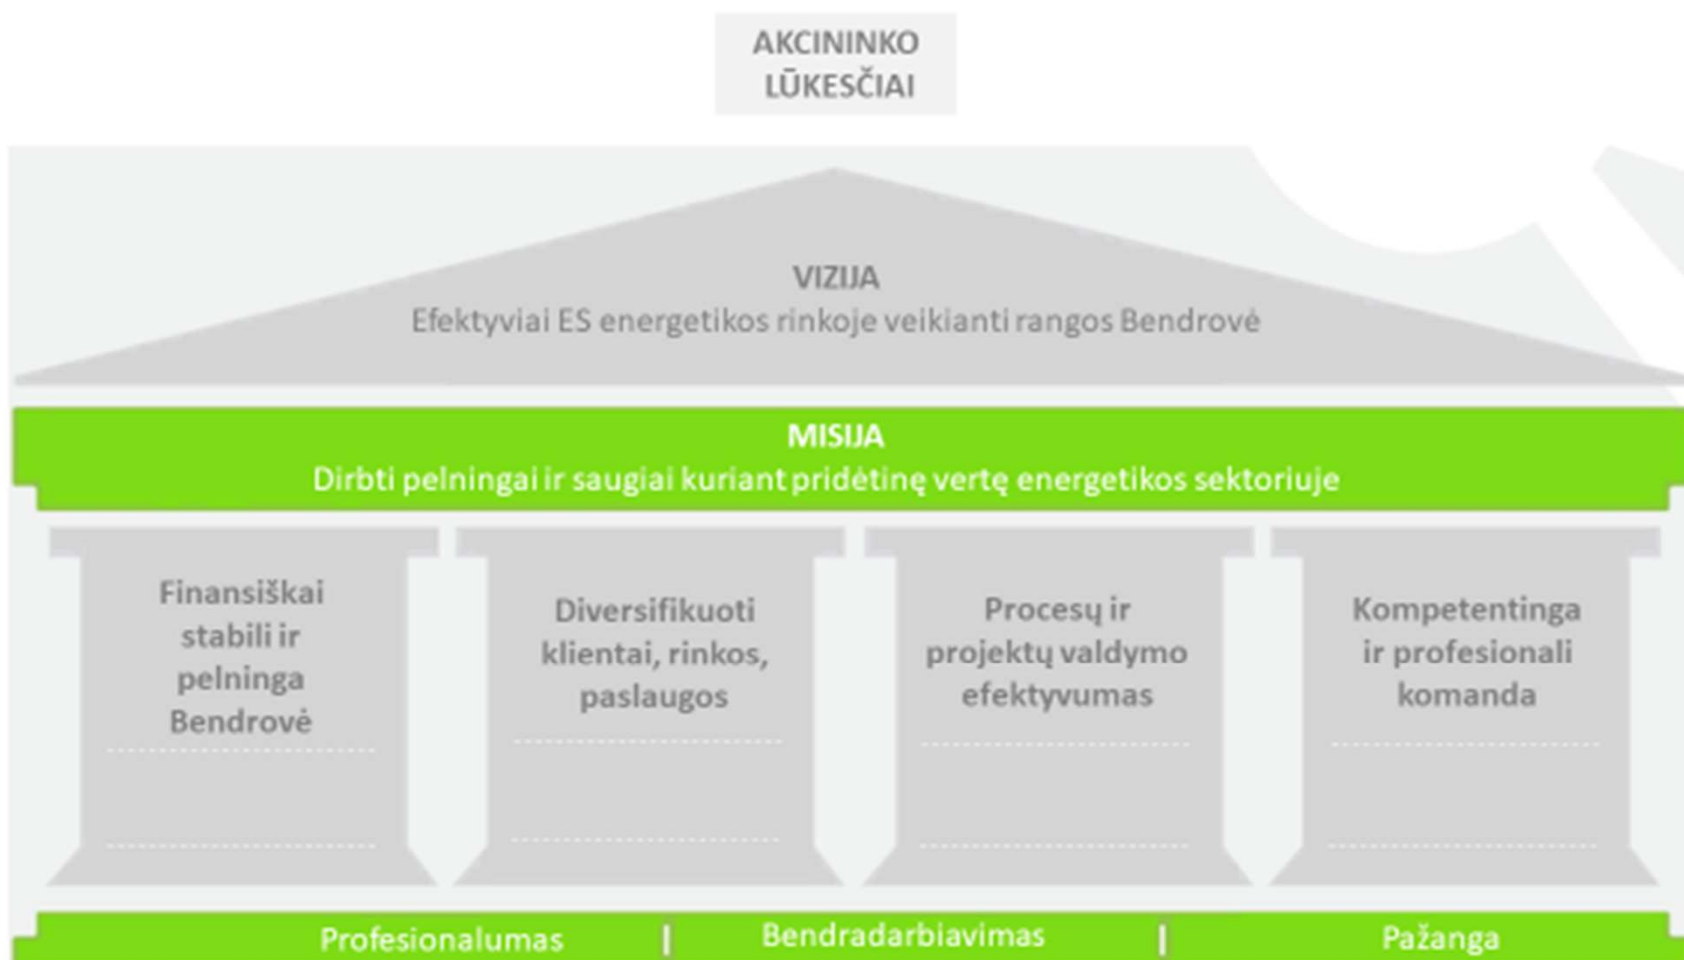 AKCININKO
LŪKESČIAI
VIZIJA
Efektyviai ES energetikos rinkoje veikianti rangos Bendrovė
MISIJA
Dirbti pelningai ir saugiai kuriant pridėtinę vertę energetikos sektoriuje
Finansiškai
stabili ir
pelninga
Bendrovė
Diversifikuoti
klientai, rinkos,
paslaugos
Procesų ir
projektų valdymo
efektyvumas
Kompetentinga
ir profesionali
komanda
Profesionalumas
Bendradarbiavimas
Pažanga